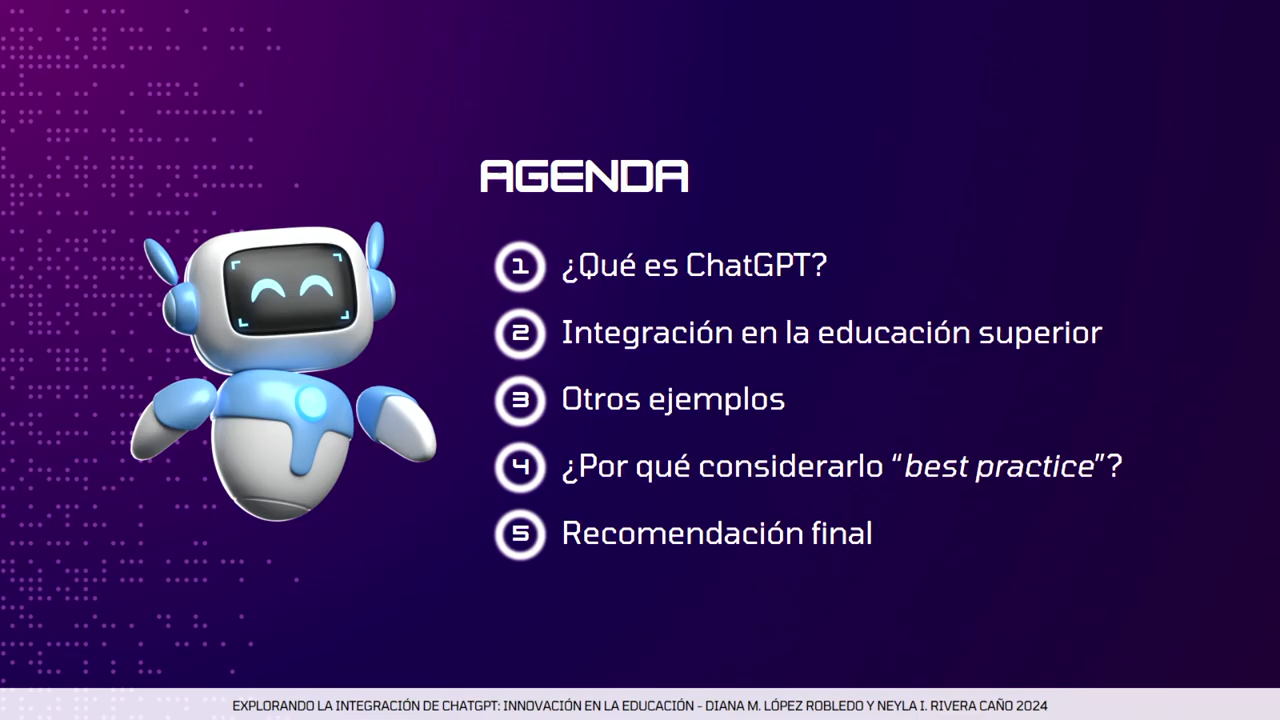 AGENDA
1 ¿Qué es ChatGPT?
2 Integración en la educación superior
3 Otros ejemplos
4 ¿Por qué considerarlo “best practice”?
5 Recomendación final
EXPLORANDO LA INTEGRACIÓN DE CHATGPT: INNOVACIÓN EN LA EDUCACIÓN - DIANA M. LÓPEZ ROBLEDO Y NEYLA I. RIVERA CAÑO 2024